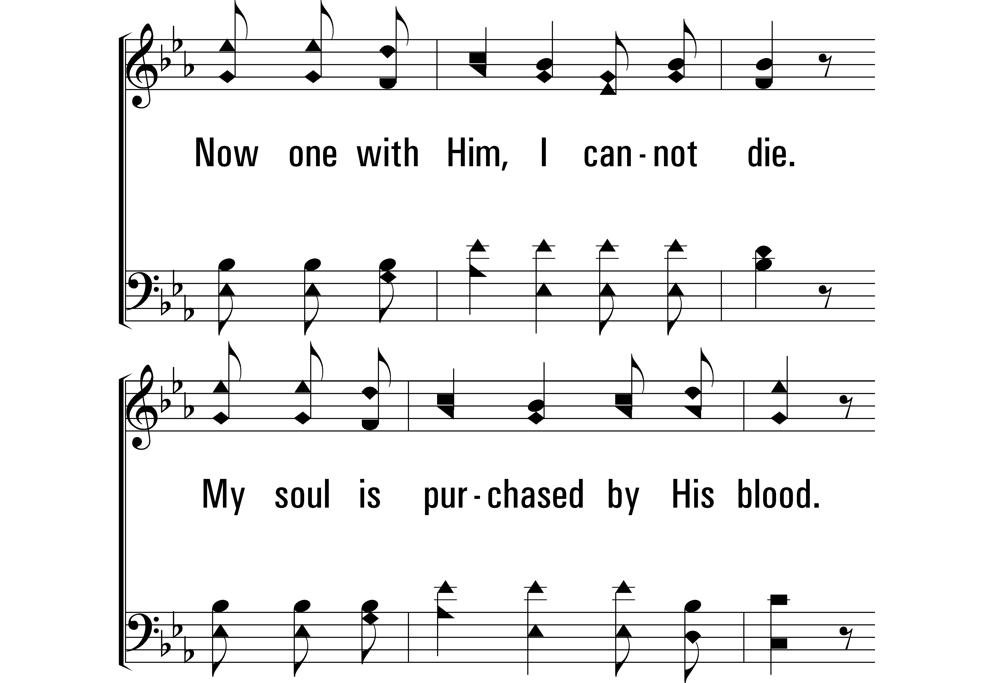 Now one with Him, I can - not die.
My soul is pur - chased by His blood.